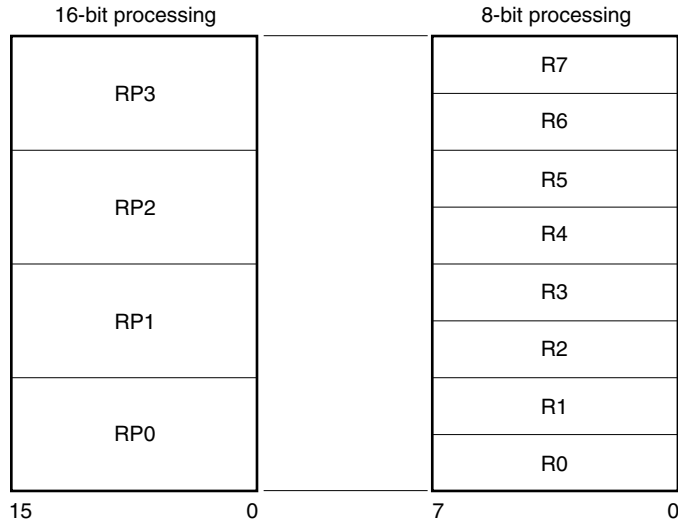 16-bit processing
8-bit processing
RP3
RP2
RP1
RP0
15 0
R7
R6
R5
R4
R3
R2
R1
R0
7 0